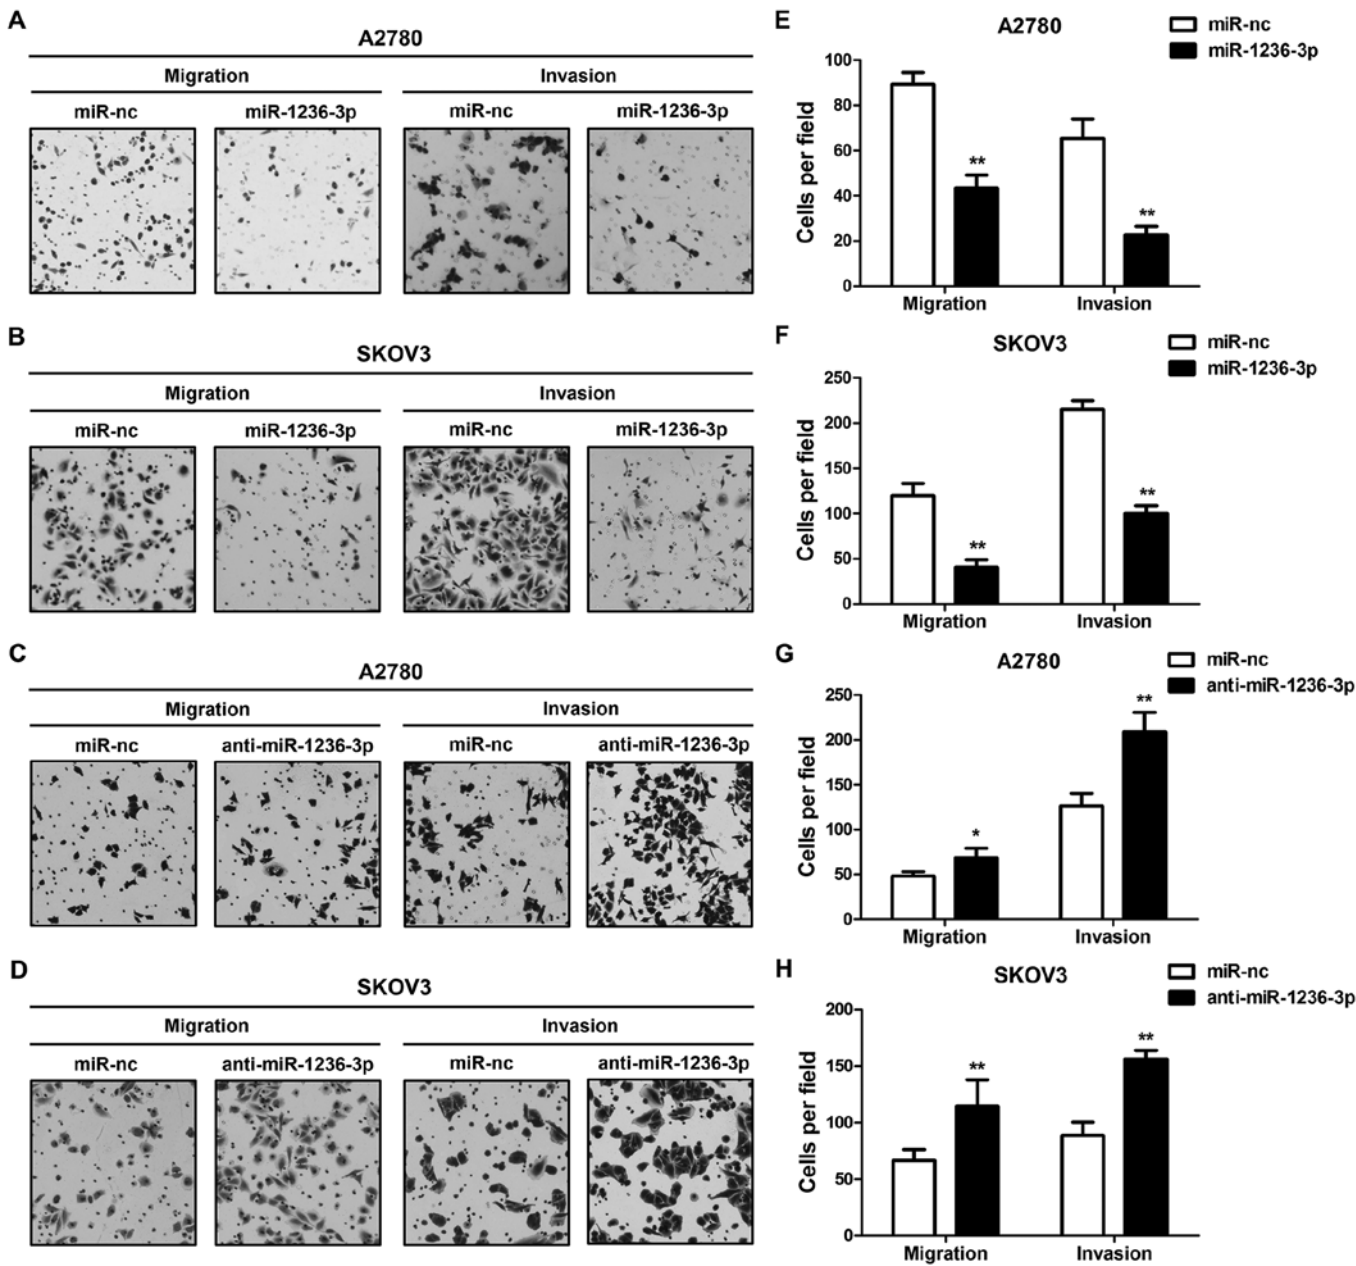 A
A2780
Migration
Invasion
miR-nc
miR-1236-3p
miR-nc
miR-1236-3p
B
SKOV3
Migration
Invasion
miR-nc
miR-1236-3p
miR-nc
miR-1236-3p
C
A2780
Migration
Invasion
miR-nc
anti-miR-1236-3p
miR-nc
anti-miR-1236-3p
D
SKOV3
Migration
Invasion
miR-nc
anti-miR-1236-3p
miR-nc
anti-miR-1236-3p
E
A2780
miR-nc
miR-1236-3p
Cells per field
100
80
60
40
20
0
**
**
Migration
Invasion
F
SKOV3
miR-nc
miR-1236-3p
Cells per field
250
200
150
100
50
0
**
**
Migration
Invasion
G
A2780
miR-nc
anti-miR-1236-3p
Cells per field
250
200
150
100
50
0
*
**
Migration
Invasion
H
SKOV3
miR-nc
anti-miR-1236-3p
Cells per field
200
150
100
50
0
**
**
Migration
Invasion